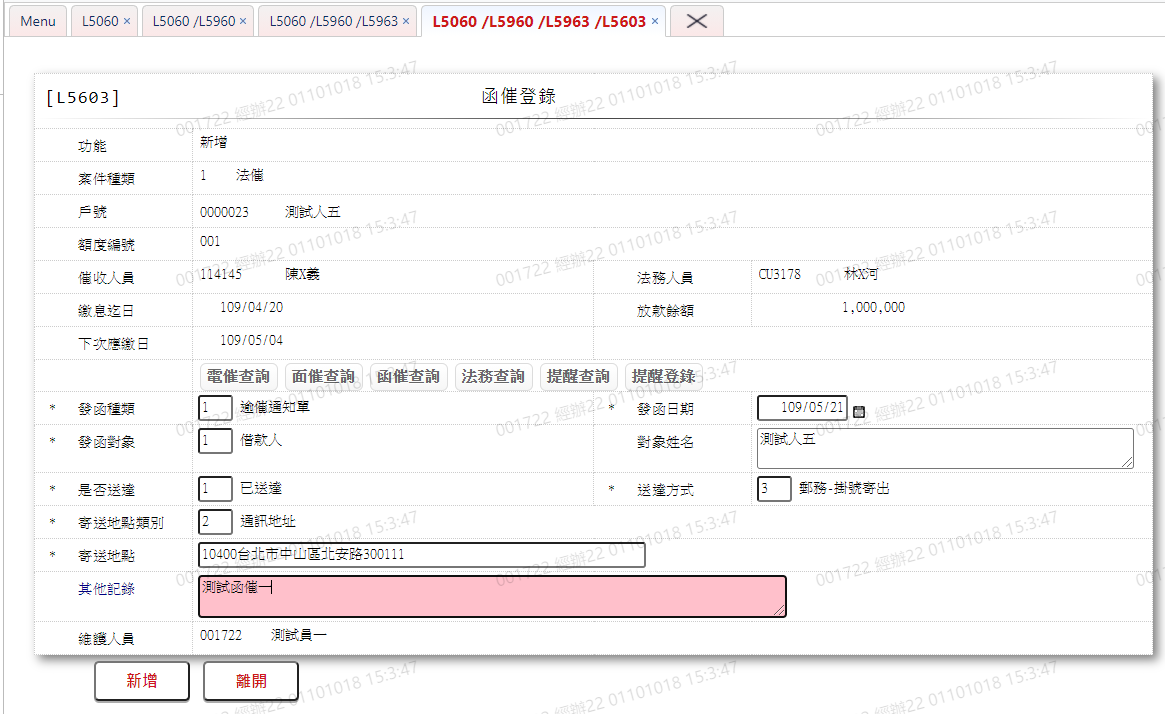 Menu L5060 × L5060 /L5960 × L5060 /L5960 /L5963 × L5060 /L5960 /L5963 /L5603 ×
[L5603] 函催登錄
功能 新增
案件種類 1 法催
戶號 0000023 測試人五
額度編號 001
催收人員 114145 陳X義 法務人員 CU3178 林X河
繳息迄日 109/04/20 放款餘額 1,000,000
下次應繳日 109/05/04
電催查詢 面催查詢 函催查詢 法務查詢 提醒查詢 提醒登錄
* 發函種類 1 逾催通知單 * 發函日期 109/05/21
* 發函對象 1 借款人 對象姓名 測試人五
* 是否送達 1 已送達 * 送達方式 3 郵務-掛號寄出
* 寄送地點類別 2 通訊地址
* 寄送地點 10400台北市中山區北安路300111
其他記錄 測試函催一
維護人員 001722 測試員一
新增 離開
001722 經辦22 01101018 15:3:47